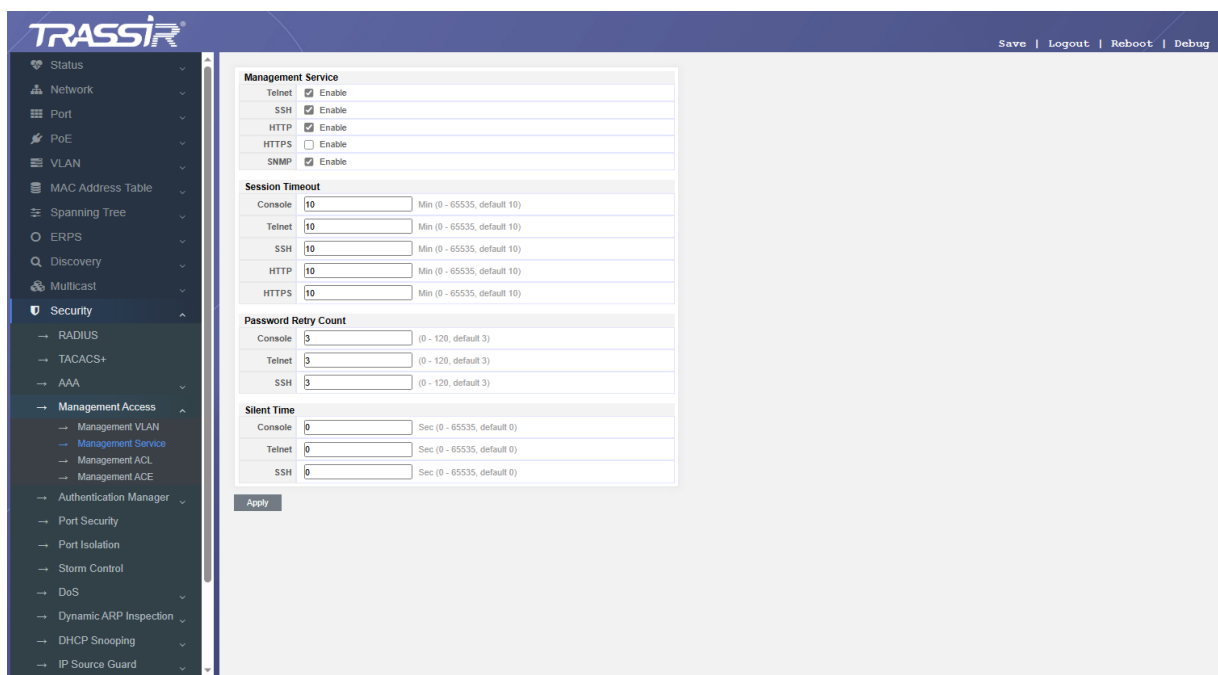 TRASSIR
Save | Logout | Reboot | Debug
Status
Network
Port
PoE
VLAN
MAC Address Table
Spanning Tree
ERPS
Discovery
Multicast
Security
→ RADIUS
→ TACACS+
→ AAA
→ Management Access
→ Management VLAN
→ Management Service
→ Management ACL
→ Management ACE
→ Authentication Manager
→ Port Security
→ Port Isolation
→ Storm Control
→ DoS
→ Dynamic ARP Inspection
→ DHCP Snooping
→ IP Source Guard
Management Service
Telnet Enable
SSH Enable
HTTP Enable
HTTPS Enable
SNMP Enable
Session Timeout
Console 10 Min (0 - 65535, default 10)
Telnet 10 Min (0 - 65535, default 10)
SSH 10 Min (0 - 65535, default 10)
HTTP 10 Min (0 - 65535, default 10)
HTTPS 10 Min (0 - 65535, default 10)
Password Retry Count
Console 3 (0 - 120, default 3)
Telnet 3 (0 - 120, default 3)
SSH 3 (0 - 120, default 3)
Silent Time
Console 0 Sec (0 - 65535, default 0)
Telnet 0 Sec (0 - 65535, default 0)
SSH 0 Sec (0 - 65535, default 0)
Apply